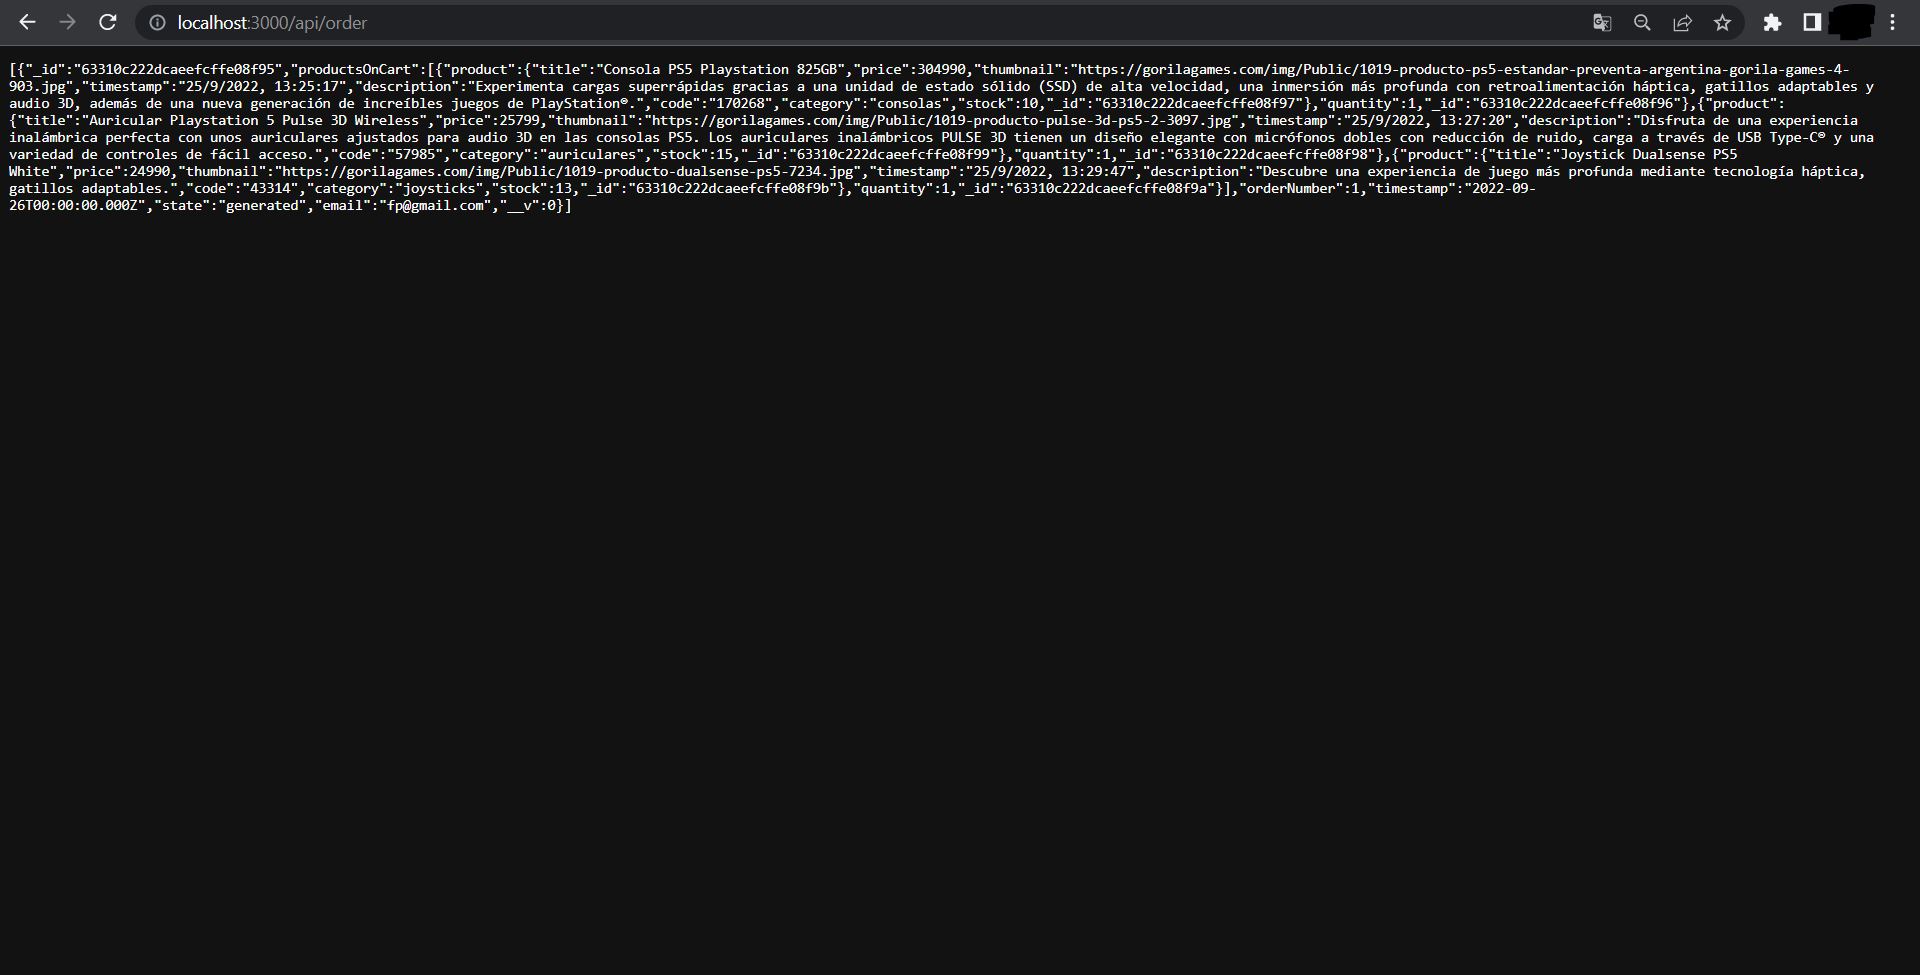 localhost:3000/api/order
[{"_id":"63310c222dcaeefcffe08f95","productsOnCart":[{"product":{"title":"Consola PS5 Playstation 825GB","price":304990,"thumbnail":"https://gorilagames.com/img/Public/1019-producto-ps5-estandar-preventa-argentina-gorila-games-4-
903.jpg","timestamp":"25/9/2022, 13:25:17","description":"Experimenta cargas superrápidas gracias a una unidad de estado sólido (SSD) de alta velocidad, una inmersión más profunda con retroalimentación háptica, gatillos adaptables y
audio 3D, además de una nueva generación de increíbles juegos de PlayStation®.","code":"170268","category":"consolas","stock":10,"_id":"63310c222dcaeefcffe08f97"},"quantity":1,"_id":"63310c222dcaeefcffe08f96"},{"product":
{"title":"Auricular Playstation 5 Pulse 3D Wireless","price":25799,"thumbnail":"https://gorilagames.com/img/Public/1019-producto-pulse-3d-ps5-2-3097.jpg","timestamp":"25/9/2022, 13:27:20","description":"Disfruta de una experiencia
inalámbrica perfecta con unos auriculares ajustados para audio 3D en las consolas PS5. Los auriculares inalámbricos PULSE 3D tienen un diseño elegante con micrófonos dobles con reducción de ruido, carga a través de USB Type-C® y una
variedad de controles de fácil acceso.","code":"57985","category":"auriculares","stock":15,"_id":"63310c222dcaeefcffe08f99"},"quantity":1,"_id":"63310c222dcaeefcffe08f98"},{"product":{"title":"Joystick Dualsense PS5
White","price":24990,"thumbnail":"https://gorilagames.com/img/Public/1019-producto-dualsense-ps5-7234.jpg","timestamp":"25/9/2022, 13:29:47","description":"Descubre una experiencia de juego más profunda mediante tecnología háptica,
gatillos adaptables.","code":"43314","category":"joysticks","stock":13,"_id":"63310c222dcaeefcffe08f9b"},"quantity":1,"_id":"63310c222dcaeefcffe08f9a"}],"orderNumber":1,"timestamp":"2022-09-
26T00:00:00.000Z","state":"generated","email":"fp@gmail.com","__v":0}]